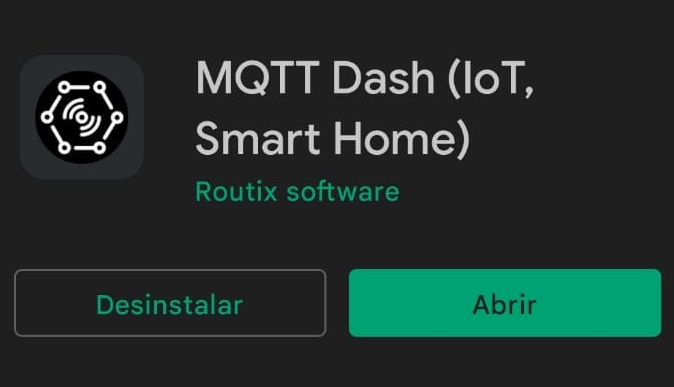 MQTT Dash (IoT,
Smart Home)
Routix software
Desinstalar
Abrir